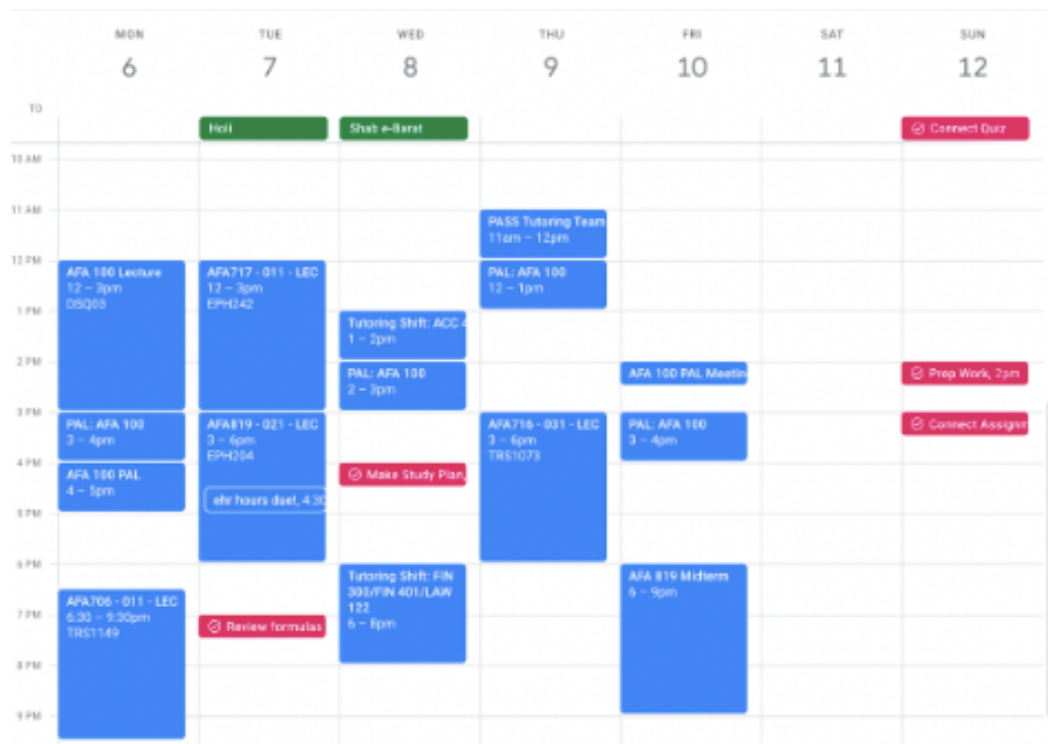 MON TUE WED THU FRI SAT SUN
6 7 8 9 10 11 12
Holi
Shab e-Barat
Connect Quiz
10 AM
11 AM
12 PM
1 PM
2 PM
3 PM
4 PM
5 PM
6 PM
7 PM
8 PM
9 PM
AFA 100 Lecture
12 – 3pm
DSQ03
PAL: AFA 100
3 – 4pm
AFA 100 PAL
4 – 5pm
AFA706 - 011 - LEC
6:30 – 9:30pm
TRS1149
AFA717 - 011 - LEC
12 – 3pm
EPH242
AFA819 - 021 - LEC
3 – 6pm
EPH204
ehr hours due!, 4:30
Review formulas
Tutoring Shift: ACC
1 – 2pm
PAL: AFA 100
2 – 3pm
Make Study Plan,
Tutoring Shift: FIN
300/FIN 401/LAW
122
6 – 8pm
PASS Tutoring Team
11am – 12pm
PAL: AFA 100
12 – 1pm
AFA716 - 031 - LEC
3 – 6pm
TRS1073
AFA 100 PAL Meetin
PAL: AFA 100
3 – 4pm
AFA 819 Midterm
6 – 9pm
Prep Work, 2pm
Connect Assignm